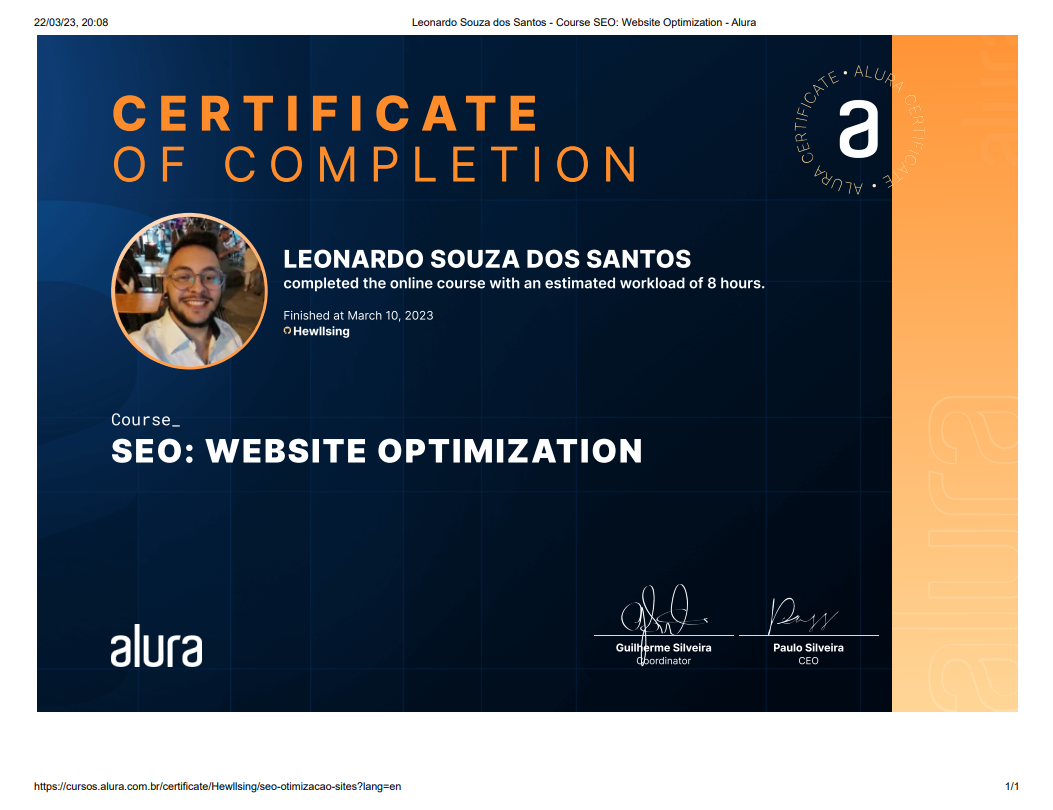 22/03/23, 20:08
Leonardo Souza dos Santos - Course SEO: Website Optimization - Alura
CERTIFICATE
OF COMPLETION
ALURA CERTIFICATE • ALURA CERTIFICATE •
a
LEONARDO SOUZA DOS SANTOS
completed the online course with an estimated workload of 8 hours.
Finished at March 10, 2023
Hewllsing
Course_
SEO: WEBSITE OPTIMIZATION
alura
alura
alura
Guilherme Silveira
Coordinator
Paulo Silveira
CEO
https://cursos.alura.com.br/certificate/Hewllsing/seo-otimizacao-sites?lang=en
1/1